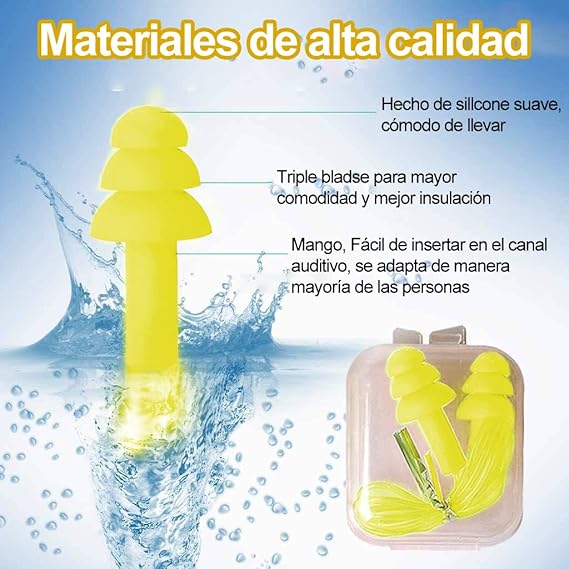 Materiales de alta calidad
Hecho de sillcone suave,
cómodo de llevar
Triple bladse para mayor
comodidad y mejor insulación
Mango, Fácil de insertar en el canal
auditivo, se adapta de manera
mayoría de las personas